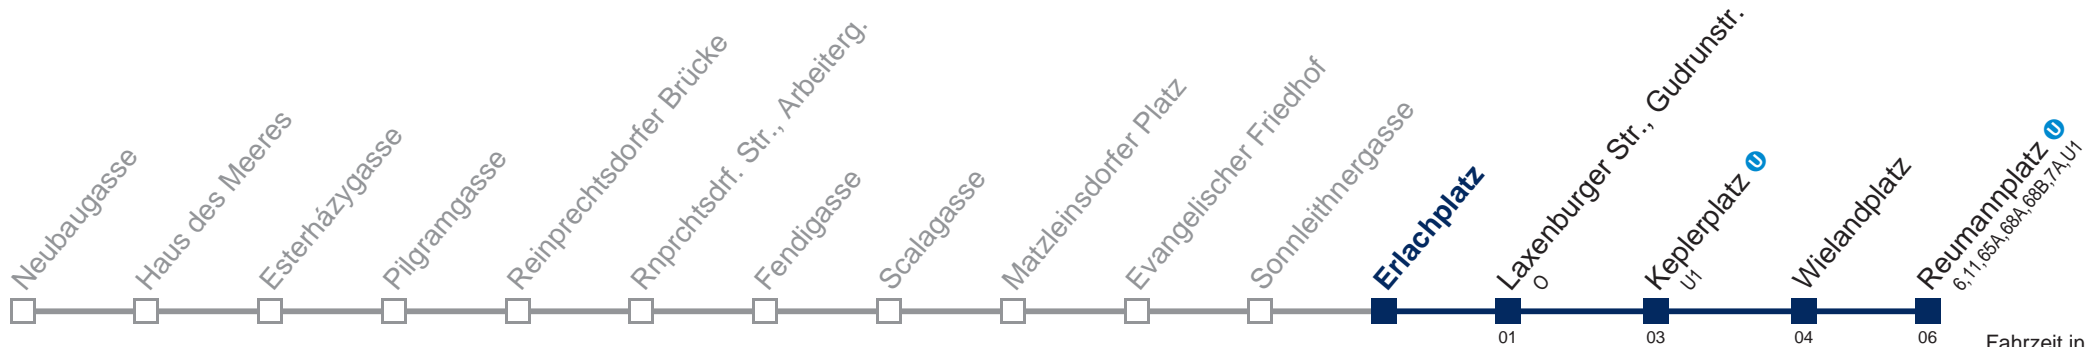 Neubaugasse
Haus des Meeres
Esterházygasse
Pilgramgasse
Reinprechtsdorfer Brücke
Rnprchtsdrf. Str., Arbeiterg.
Fendigasse
Scalagasse
Matzleinsdorfer Platz
Evangelischer Friedhof
Sonnleithnergasse
Erlachplatz
Laxenburger Str., Gudrunstr.
O
Keplerplatz U
U1
Wielandplatz
Reumannplatz U
6,11,65A,68A,68B,7A,U1
01 03 04 06
Fahrzeit in